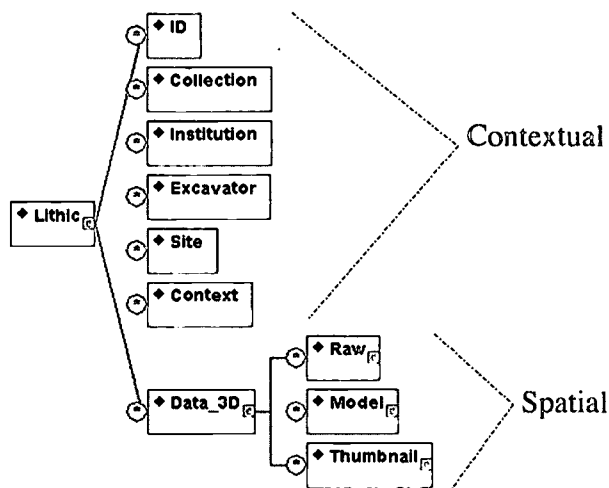 ID
Collection
Institution
Contextual
Excavator
Lithic
Site
Context
Raw
Data_3D
Model
Spatial
Thumbnail